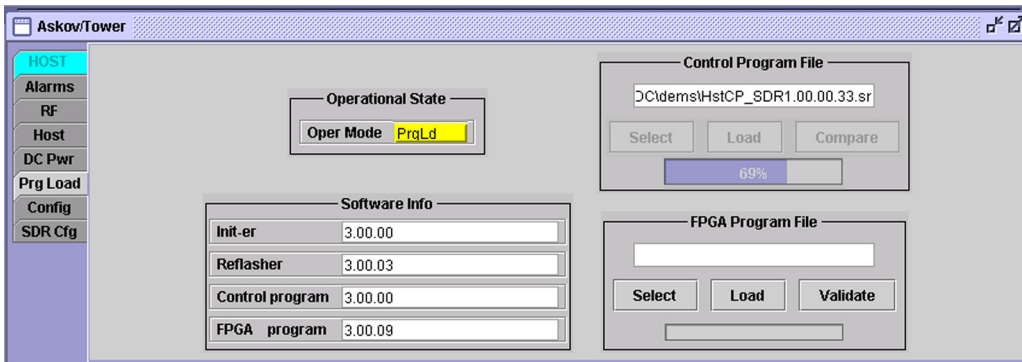 Askov/Tower
HOST
Alarms
RF
Host
DC Pwr
Prg Load
Config
SDR Cfg
Operational State
Oper Mode PrgLd
Software Info
Init-er 3.00.00
Reflasher 3.00.03
Control program 3.00.00
FPGA program 3.00.09
Control Program File
OC\dems\HstCP_SDR1.00.00.33.sr
Select Load Compare
69%
FPGA Program File
Select Load Validate